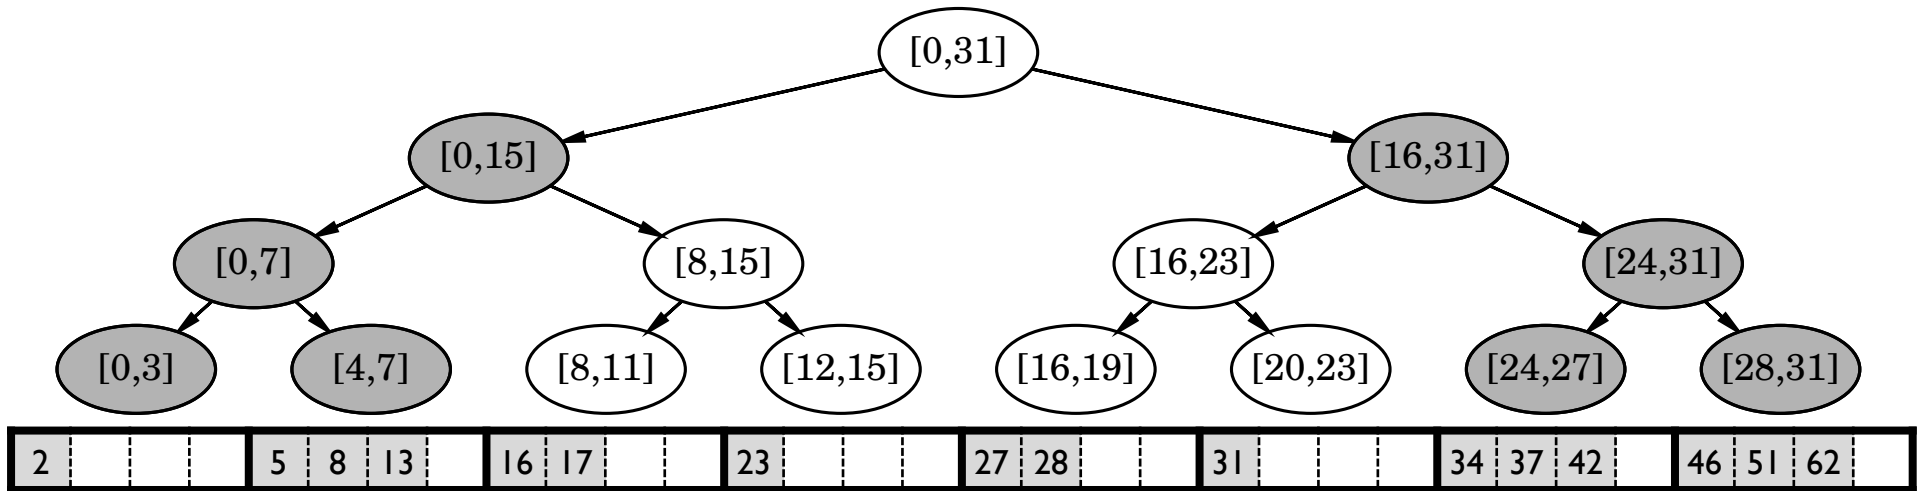 [0,31]
[0,15] [16,31]
[0,7] [8,15] [16,23] [24,31]
[0,3] [4,7] [8,11] [12,15] [16,19] [20,23] [24,27] [28,31]
2 5 8 13 16 17 23 27 28 31 34 37 42 46 51 62